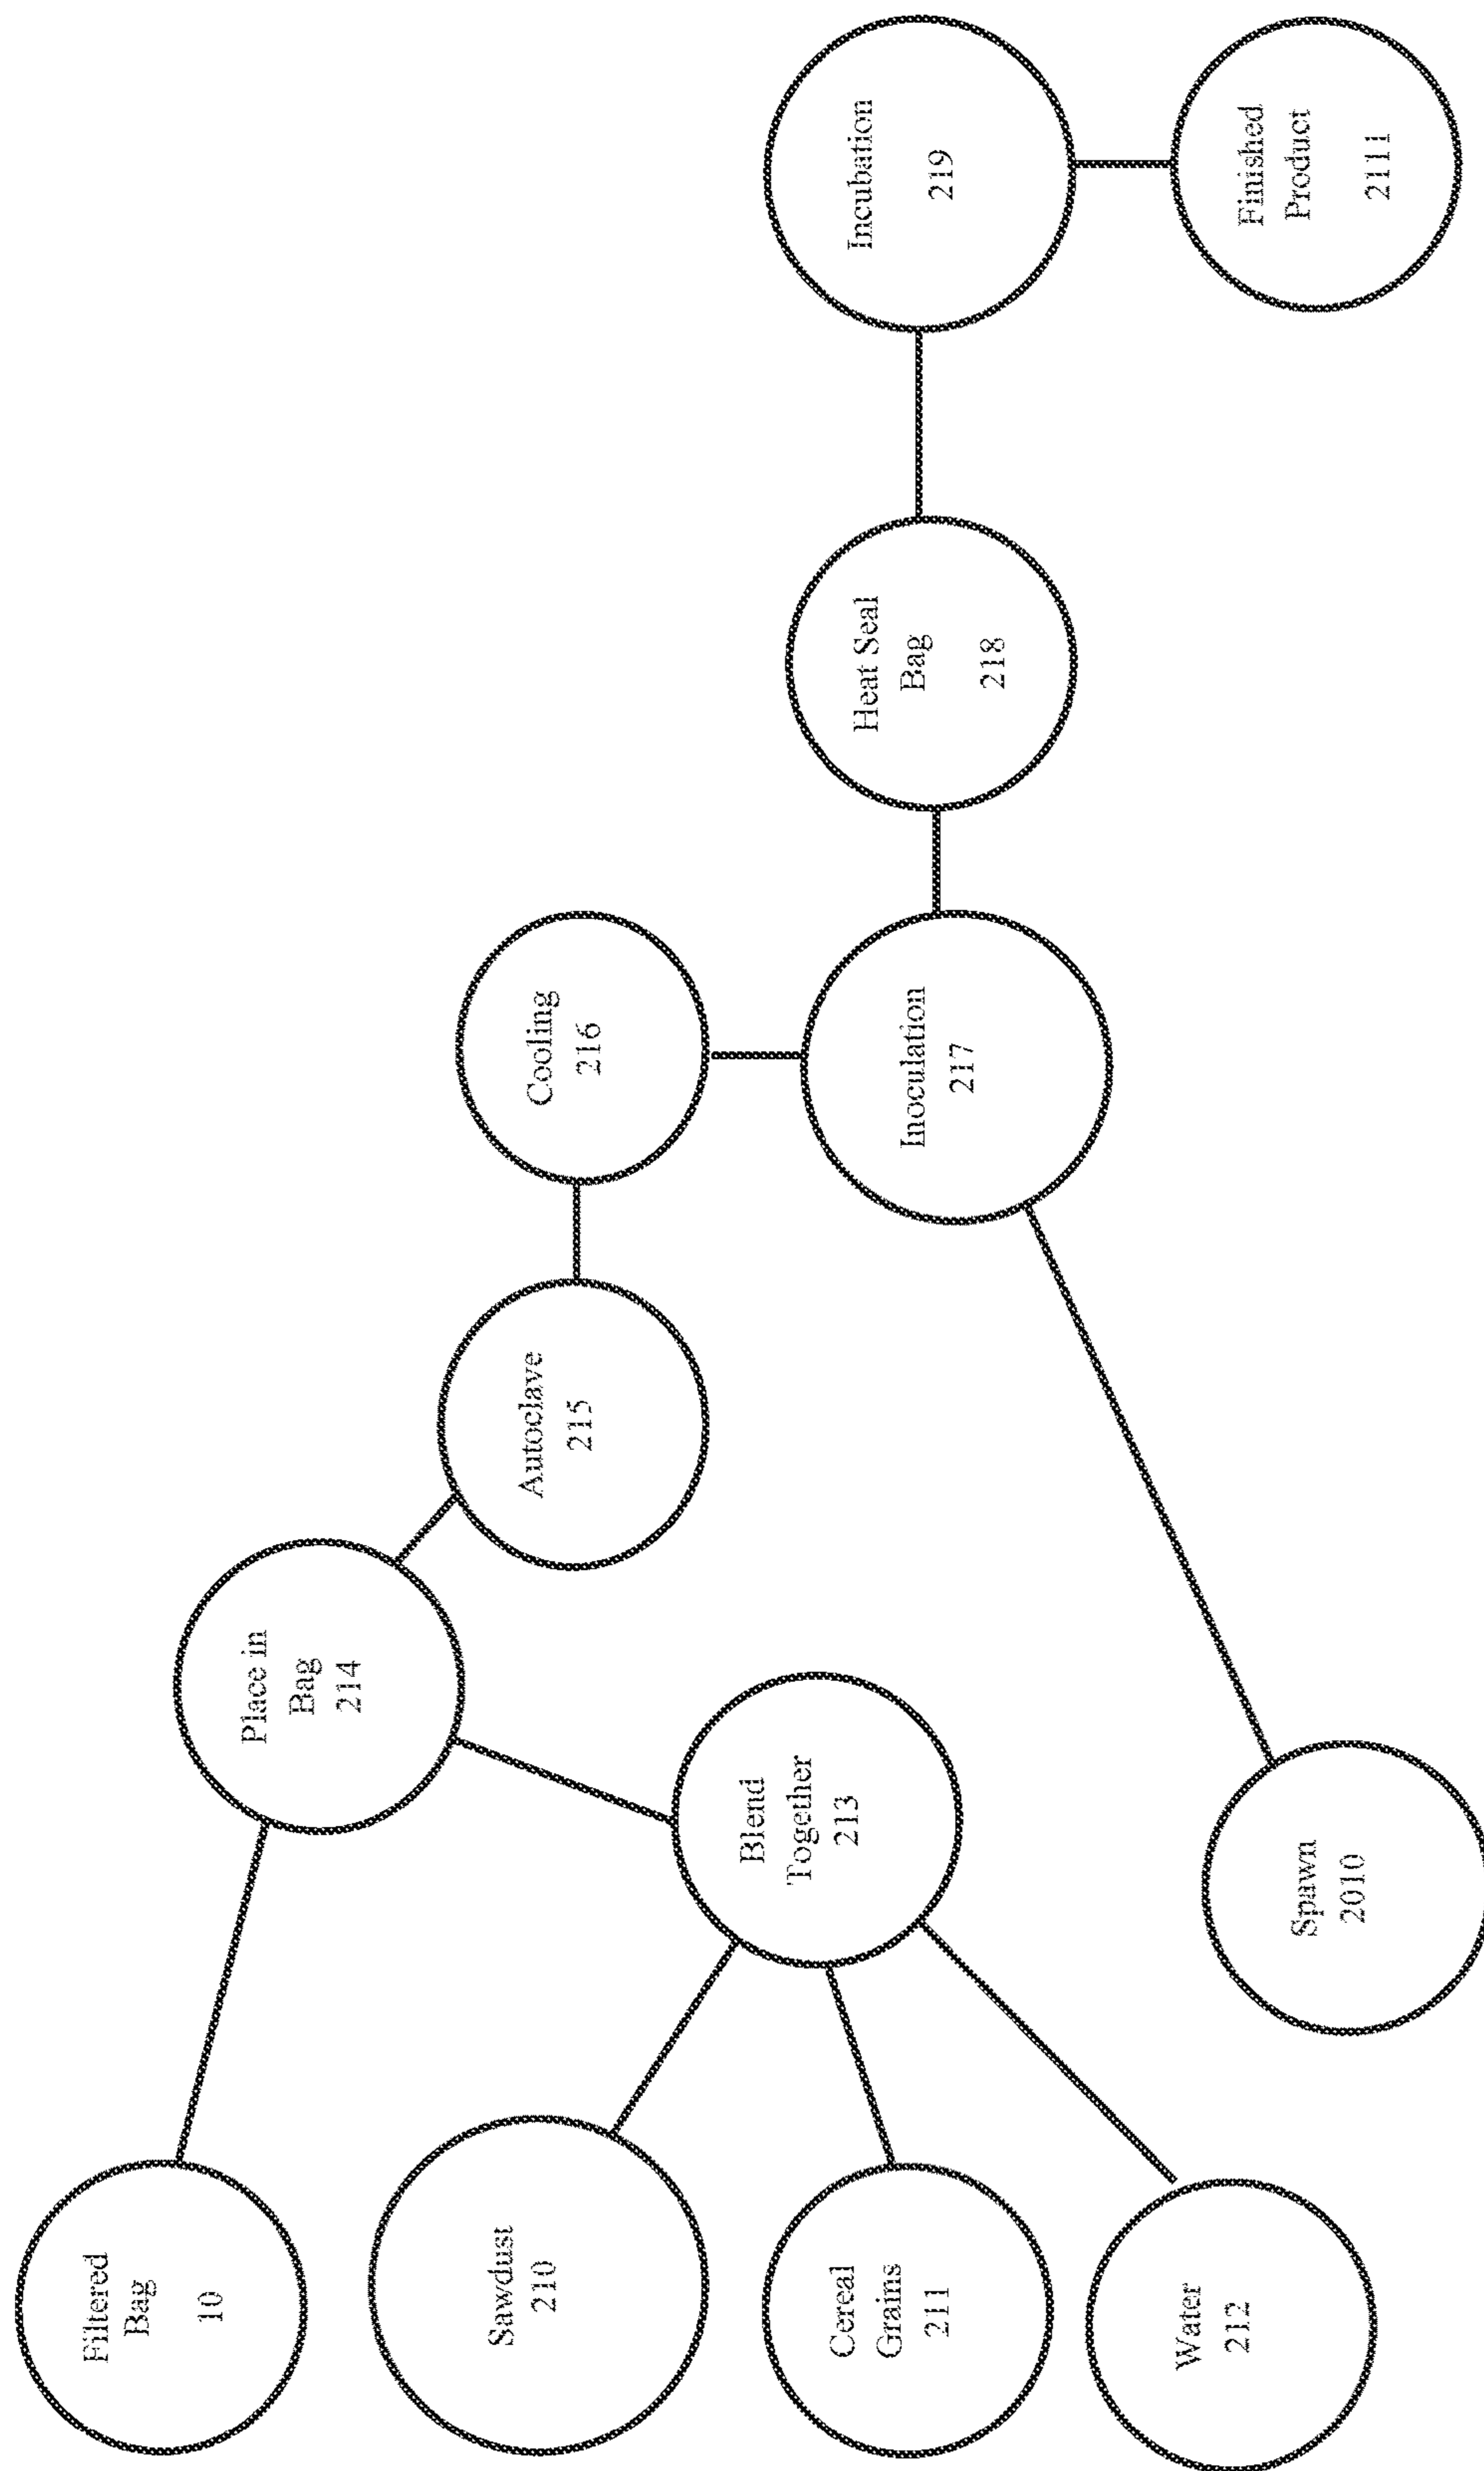 Filtered
Bag
10
Sawdust
210
Cereal
Grains
211
Water
212
Place in
Bag
214
Blend
Together
213
Spawn
2010
Autoclave
215
Cooling
216
Inoculation
217
Heat Seal
Bag
218
Incubation
219
Finished
Product
2111